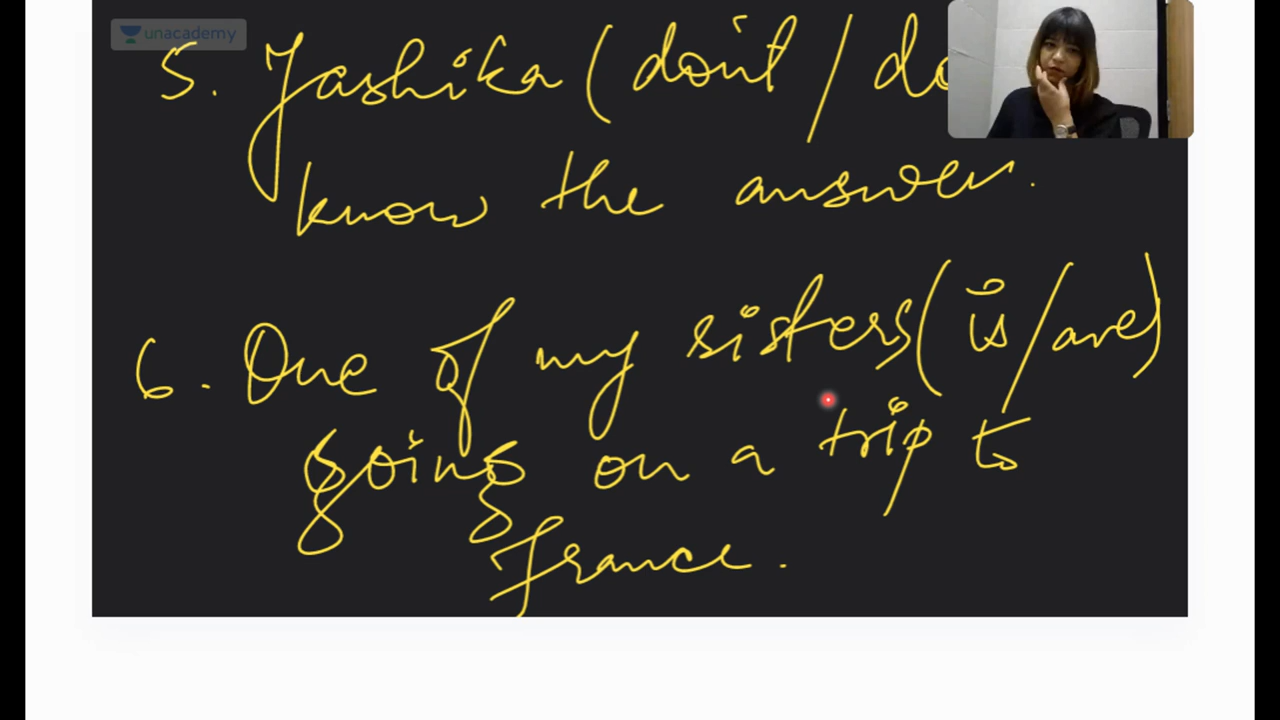 unacademy
5. Yashika (don't / do
know the answer.
6. One of my sisters (is/are)
going on a trip to
france.